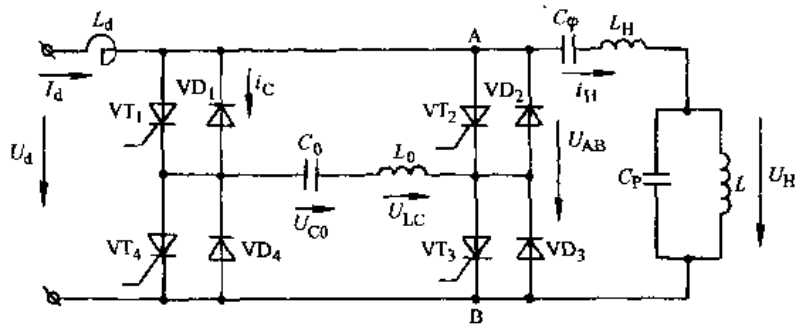 L_d
A
C_φ
L_H
I_d
VT_1
VD_1
i_C
VT_2
VD_2
i_H
U_d
C_0
L_0
U_AB
C_P
L
U_H
U_C0
U_LC
VT_4
VD_4
VT_3
VD_3
B